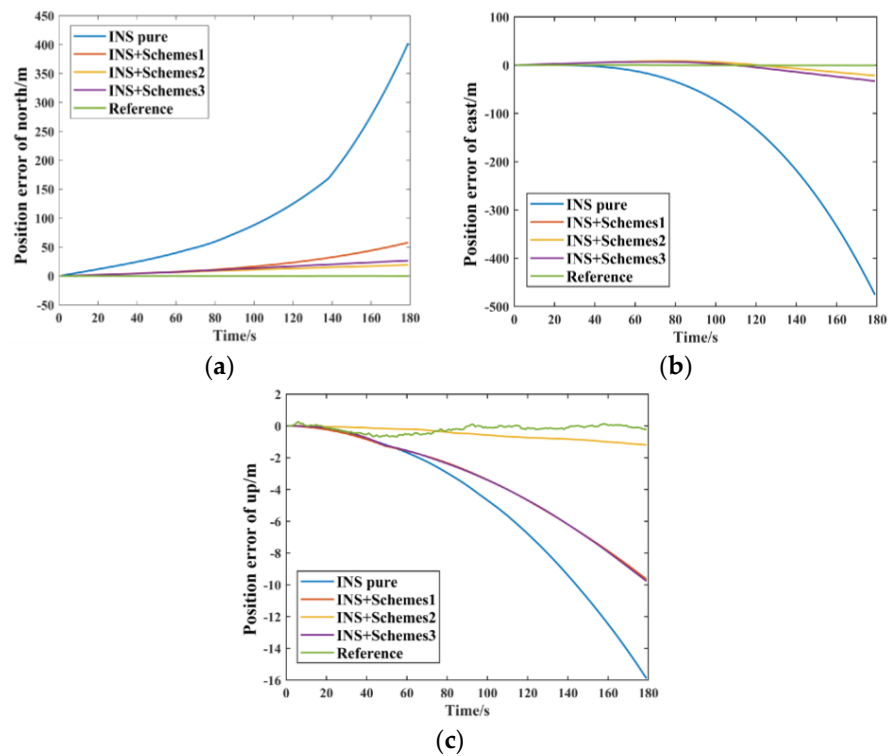 450
400
350
300
250
200
150
100
50
0
-50
0 20 40 60 80 100 120 140 160 180
Position error of north/m
Time/s
INS pure
INS+Schemes1
INS+Schemes2
INS+Schemes3
Reference
(a)
100
0
-100
-200
-300
-400
-500
0 20 40 60 80 100 120 140 160 180
Position error of east/m
Time/s
INS pure
INS+Schemes1
INS+Schemes2
INS+Schemes3
Reference
(b)
2
0
-2
-4
-6
-8
-10
-12
-14
-16
0 20 40 60 80 100 120 140 160 180
Position error of up/m
Time/s
INS pure
INS+Schemes1
INS+Schemes2
INS+Schemes3
Reference
(c)